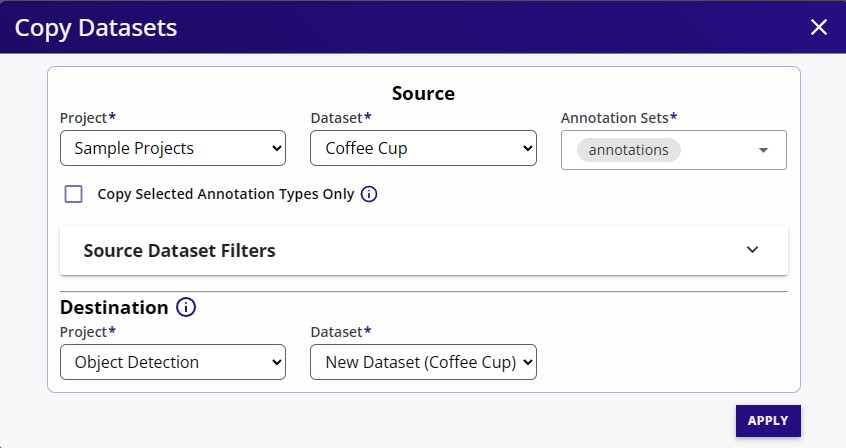 Copy Datasets
Source
Project* Dataset* Annotation Sets*
Sample Projects Coffee Cup annotations
Copy Selected Annotation Types Only
Source Dataset Filters
Destination
Project* Dataset*
Object Detection New Dataset (Coffee Cup)
APPLY